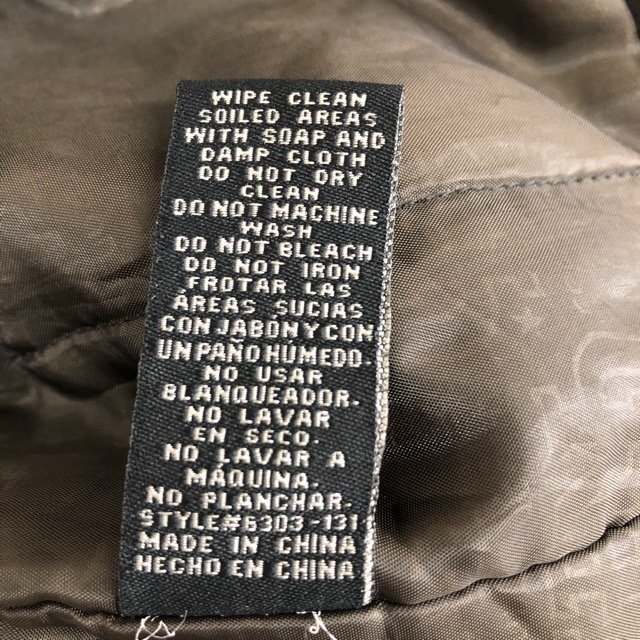 WIPE CLEAN
SOILED AREAS
WITH SOAP AND
DAMP CLOTH
DO NOT DRY
CLEAN
DO NOT MACHINE
WASH
DO NOT BLEACH
DO NOT IRON
FROTAR LAS
ÁREAS SUCIAS
CON JABON Y CON
UN PAÑO HÚMEDO.
NO USAR
BLANQUEADOR.
NO LAVAR
EN SECO.
NO LAVAR A
MÁQUINA.
NO PLANCHAR.
STYLE#6303-131
MADE IN CHINA
HECHO EN CHINA